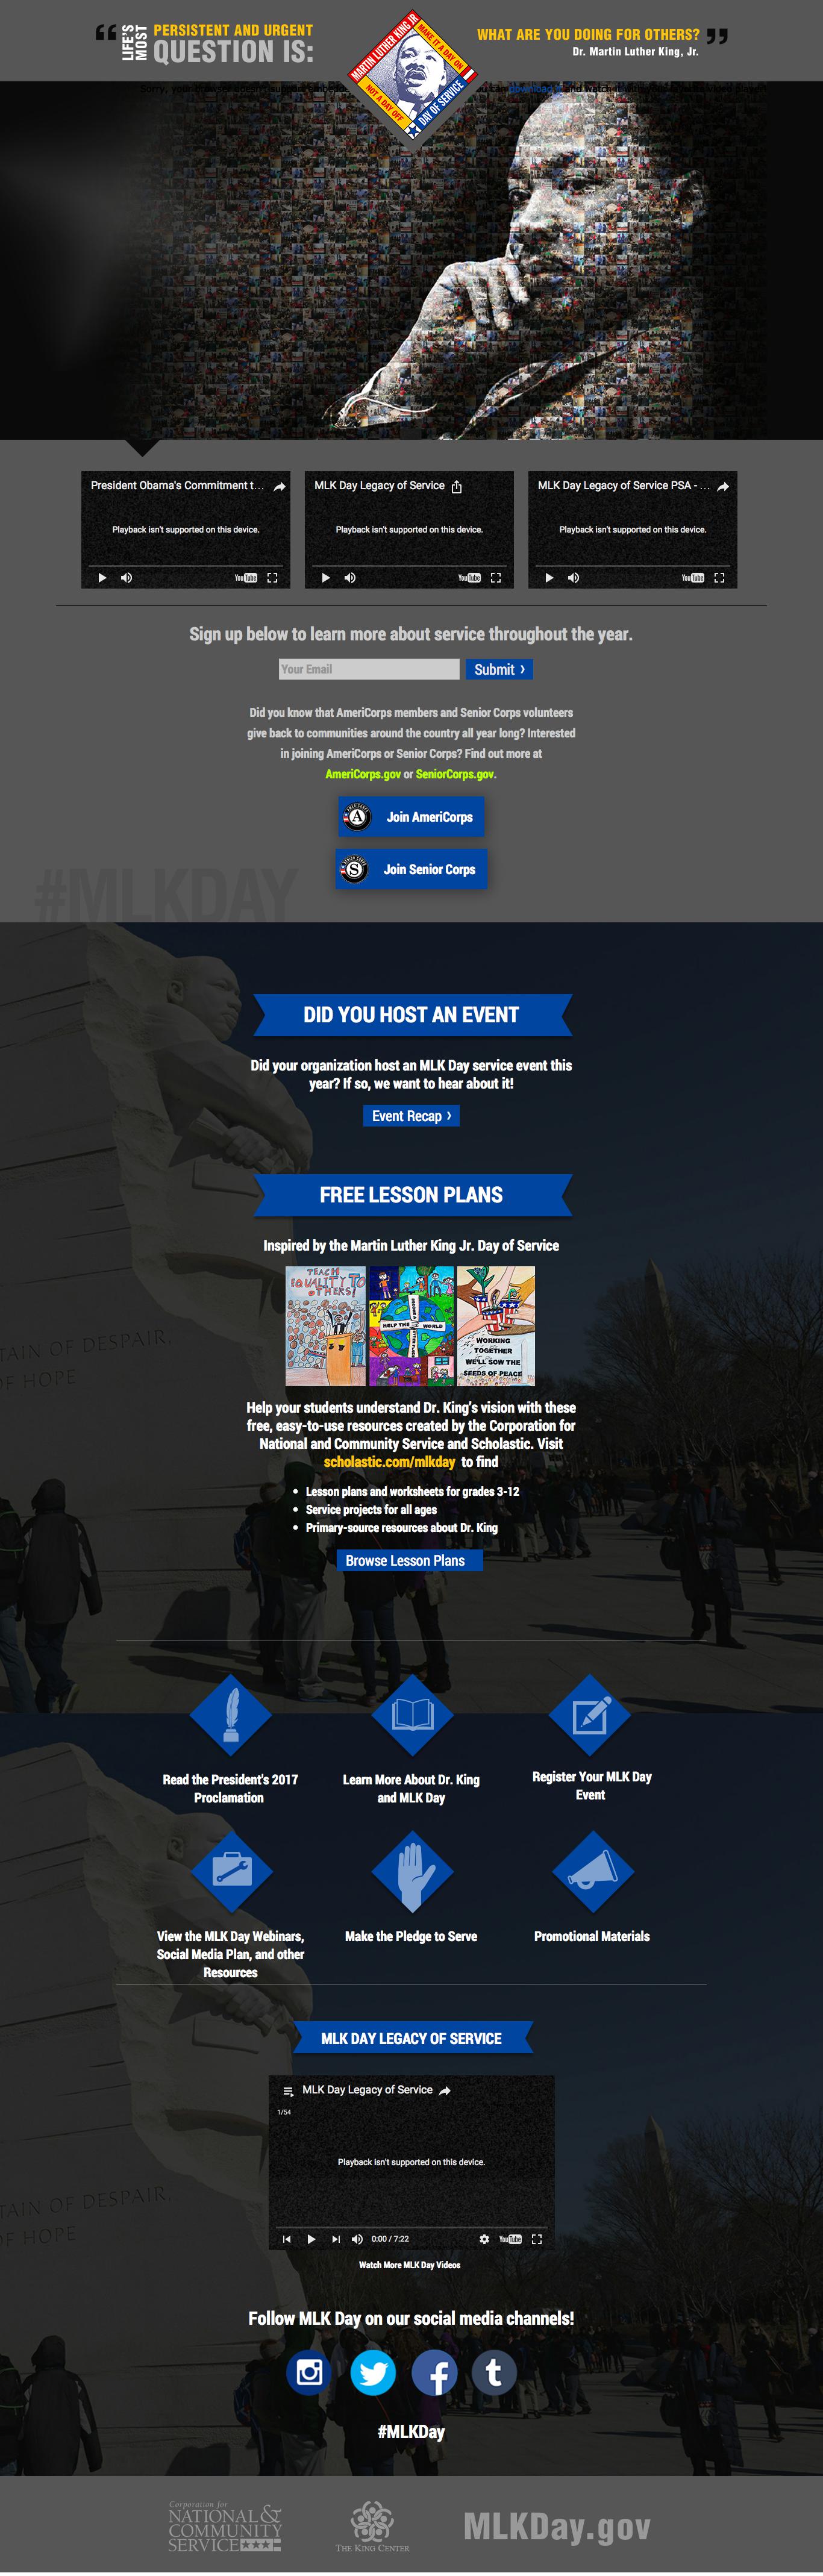 “ LIFE'S MOST PERSISTENT AND URGENT
QUESTION IS:
MARTIN LUTHER KING JR
MAKE IT A DAY ON
NOT A DAY OFF
DAY OF SERVICE
WHAT ARE YOU DOING FOR OTHERS? ”
Dr. Martin Luther King, Jr.
Sorry, your
can download
President Obama's Commitment t...
Playback isn't supported on this device.
YouTube
MLK Day Legacy of Service
Playback isn't supported on this device.
YouTube
MLK Day Legacy of Service PSA - ...
Playback isn't supported on this device.
YouTube
Sign up below to learn more about service throughout the year.
Your Email
Submit ›
Did you know that AmeriCorps members and Senior Corps volunteers
give back to communities around the country all year long? Interested
in joining AmeriCorps or Senior Corps? Find out more at
AmeriCorps.gov or SeniorCorps.gov.
A
Join AmeriCorps
S
Join Senior Corps
#MLKDAY
DID YOU HOST AN EVENT
Did your organization host an MLK Day service event this
year? If so, we want to hear about it!
Event Recap ›
FREE LESSON PLANS
Inspired by the Martin Luther King Jr. Day of Service
TEACH
EQUALITY TO
OTHERS!
HELP THE WORLD
WORKING
TOGETHER
WE'LL SOW THE
SEEDS OF PEACE
TAIN OF DESPAIR
OF HOPE
Help your students understand Dr. King's vision with these
free, easy-to-use resources created by the Corporation for
National and Community Service and Scholastic. Visit
scholastic.com/mlkday to find
• Lesson plans and worksheets for grades 3-12
• Service projects for all ages
• Primary-source resources about Dr. King
Browse Lesson Plans
Read the President's 2017
Proclamation
Learn More About Dr. King
and MLK Day
Register Your MLK Day
Event
View the MLK Day Webinars,
Social Media Plan, and other
Resources
Make the Pledge to Serve
Promotional Materials
MLK DAY LEGACY OF SERVICE
MLK Day Legacy of Service
1/54
Playback isn't supported on this device.
0:00 / 7:22
YouTube
TAIN OF DESPAIR
OF HOPE
Watch More MLK Day Videos
Follow MLK Day on our social media channels!
#MLKDay
Corporation for
NATIONAL &
COMMUNITY
SERVICE
THE KING CENTER
MLKDay.gov